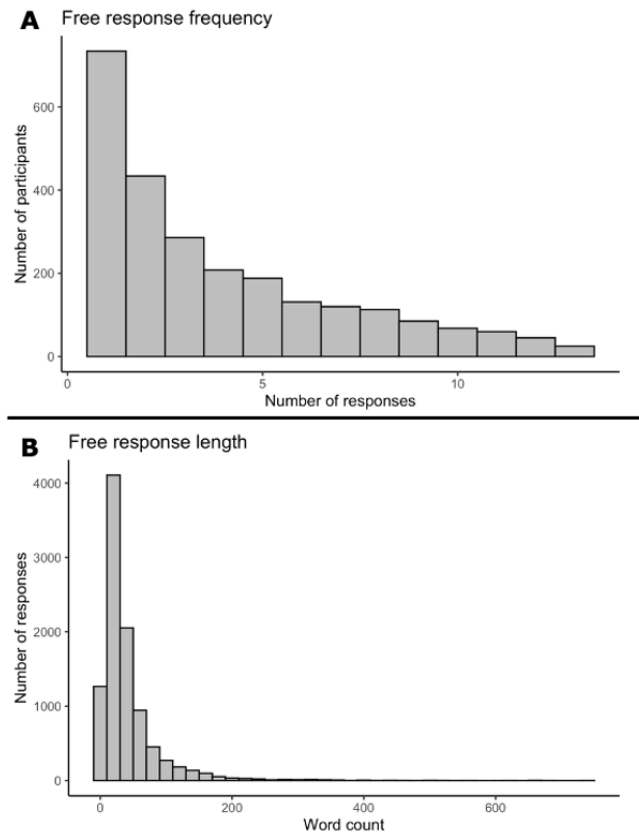 A Free response frequency
600
400
200
0
Number of participants
0 5 10
Number of responses
B Free response length
4000
3000
2000
1000
0
Number of responses
0 200 400 600
Word count